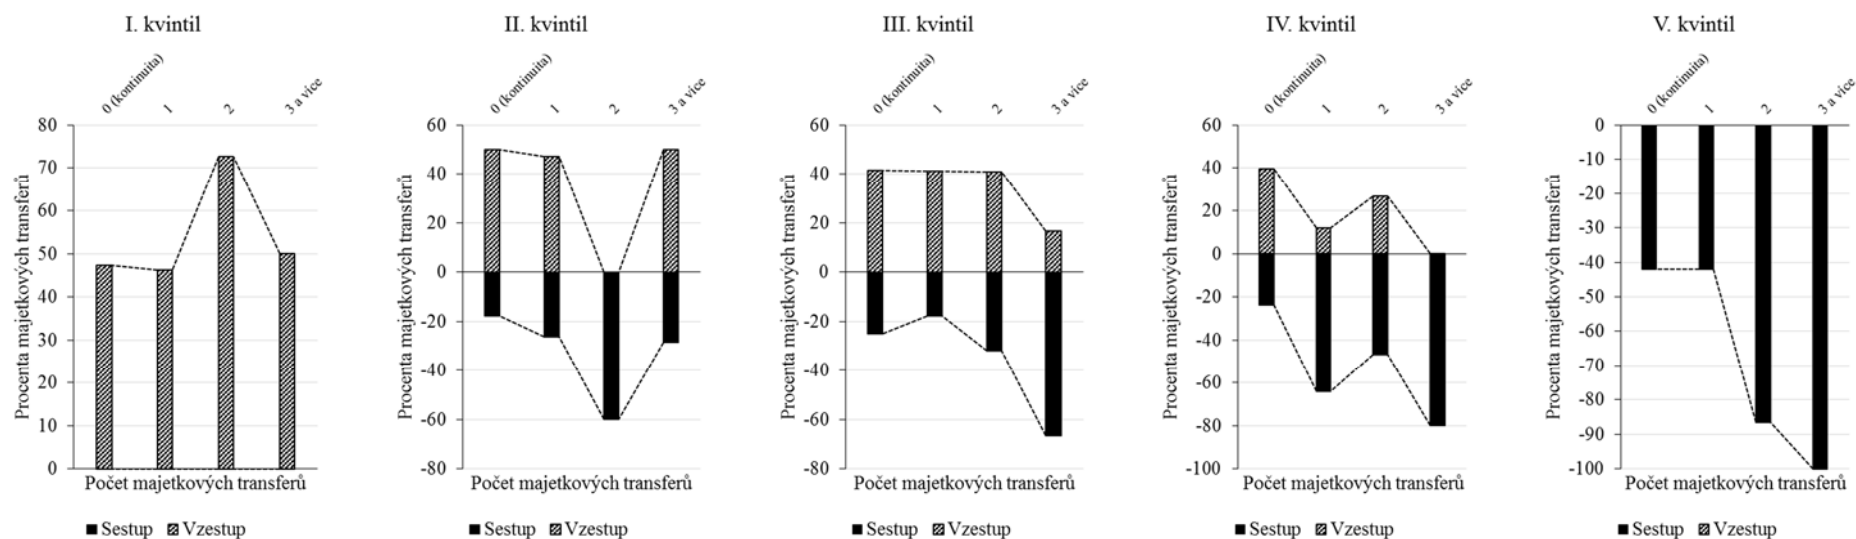 I. kvintil
0 (kontinuita) 1 2 3 a více
80
70
60
50
40
30
20
10
0
Procenta majetkových transferů
Počet majetkových transferů
Sestup Vzestup
II. kvintil
0 (kontinuita) 1 2 3 a více
60
40
20
0
-20
-40
-60
-80
Procenta majetkových transferů
Počet majetkových transferů
Sestup Vzestup
III. kvintil
0 (kontinuita) 1 2 3 a více
60
40
20
0
-20
-40
-60
-80
Procenta majetkových transferů
Počet majetkových transferů
Sestup Vzestup
IV. kvintil
0 (kontinuita) 1 2 3 a více
60
40
20
0
-20
-40
-60
-80
-100
Procenta majetkových transferů
Počet majetkových transferů
Sestup Vzestup
V. kvintil
0 (kontinuita) 1 2 3 a více
0
-10
-20
-30
-40
-50
-60
-70
-80
-90
-100
Procenta majetkových transferů
Počet majetkových transferů
Sestup Vzestup